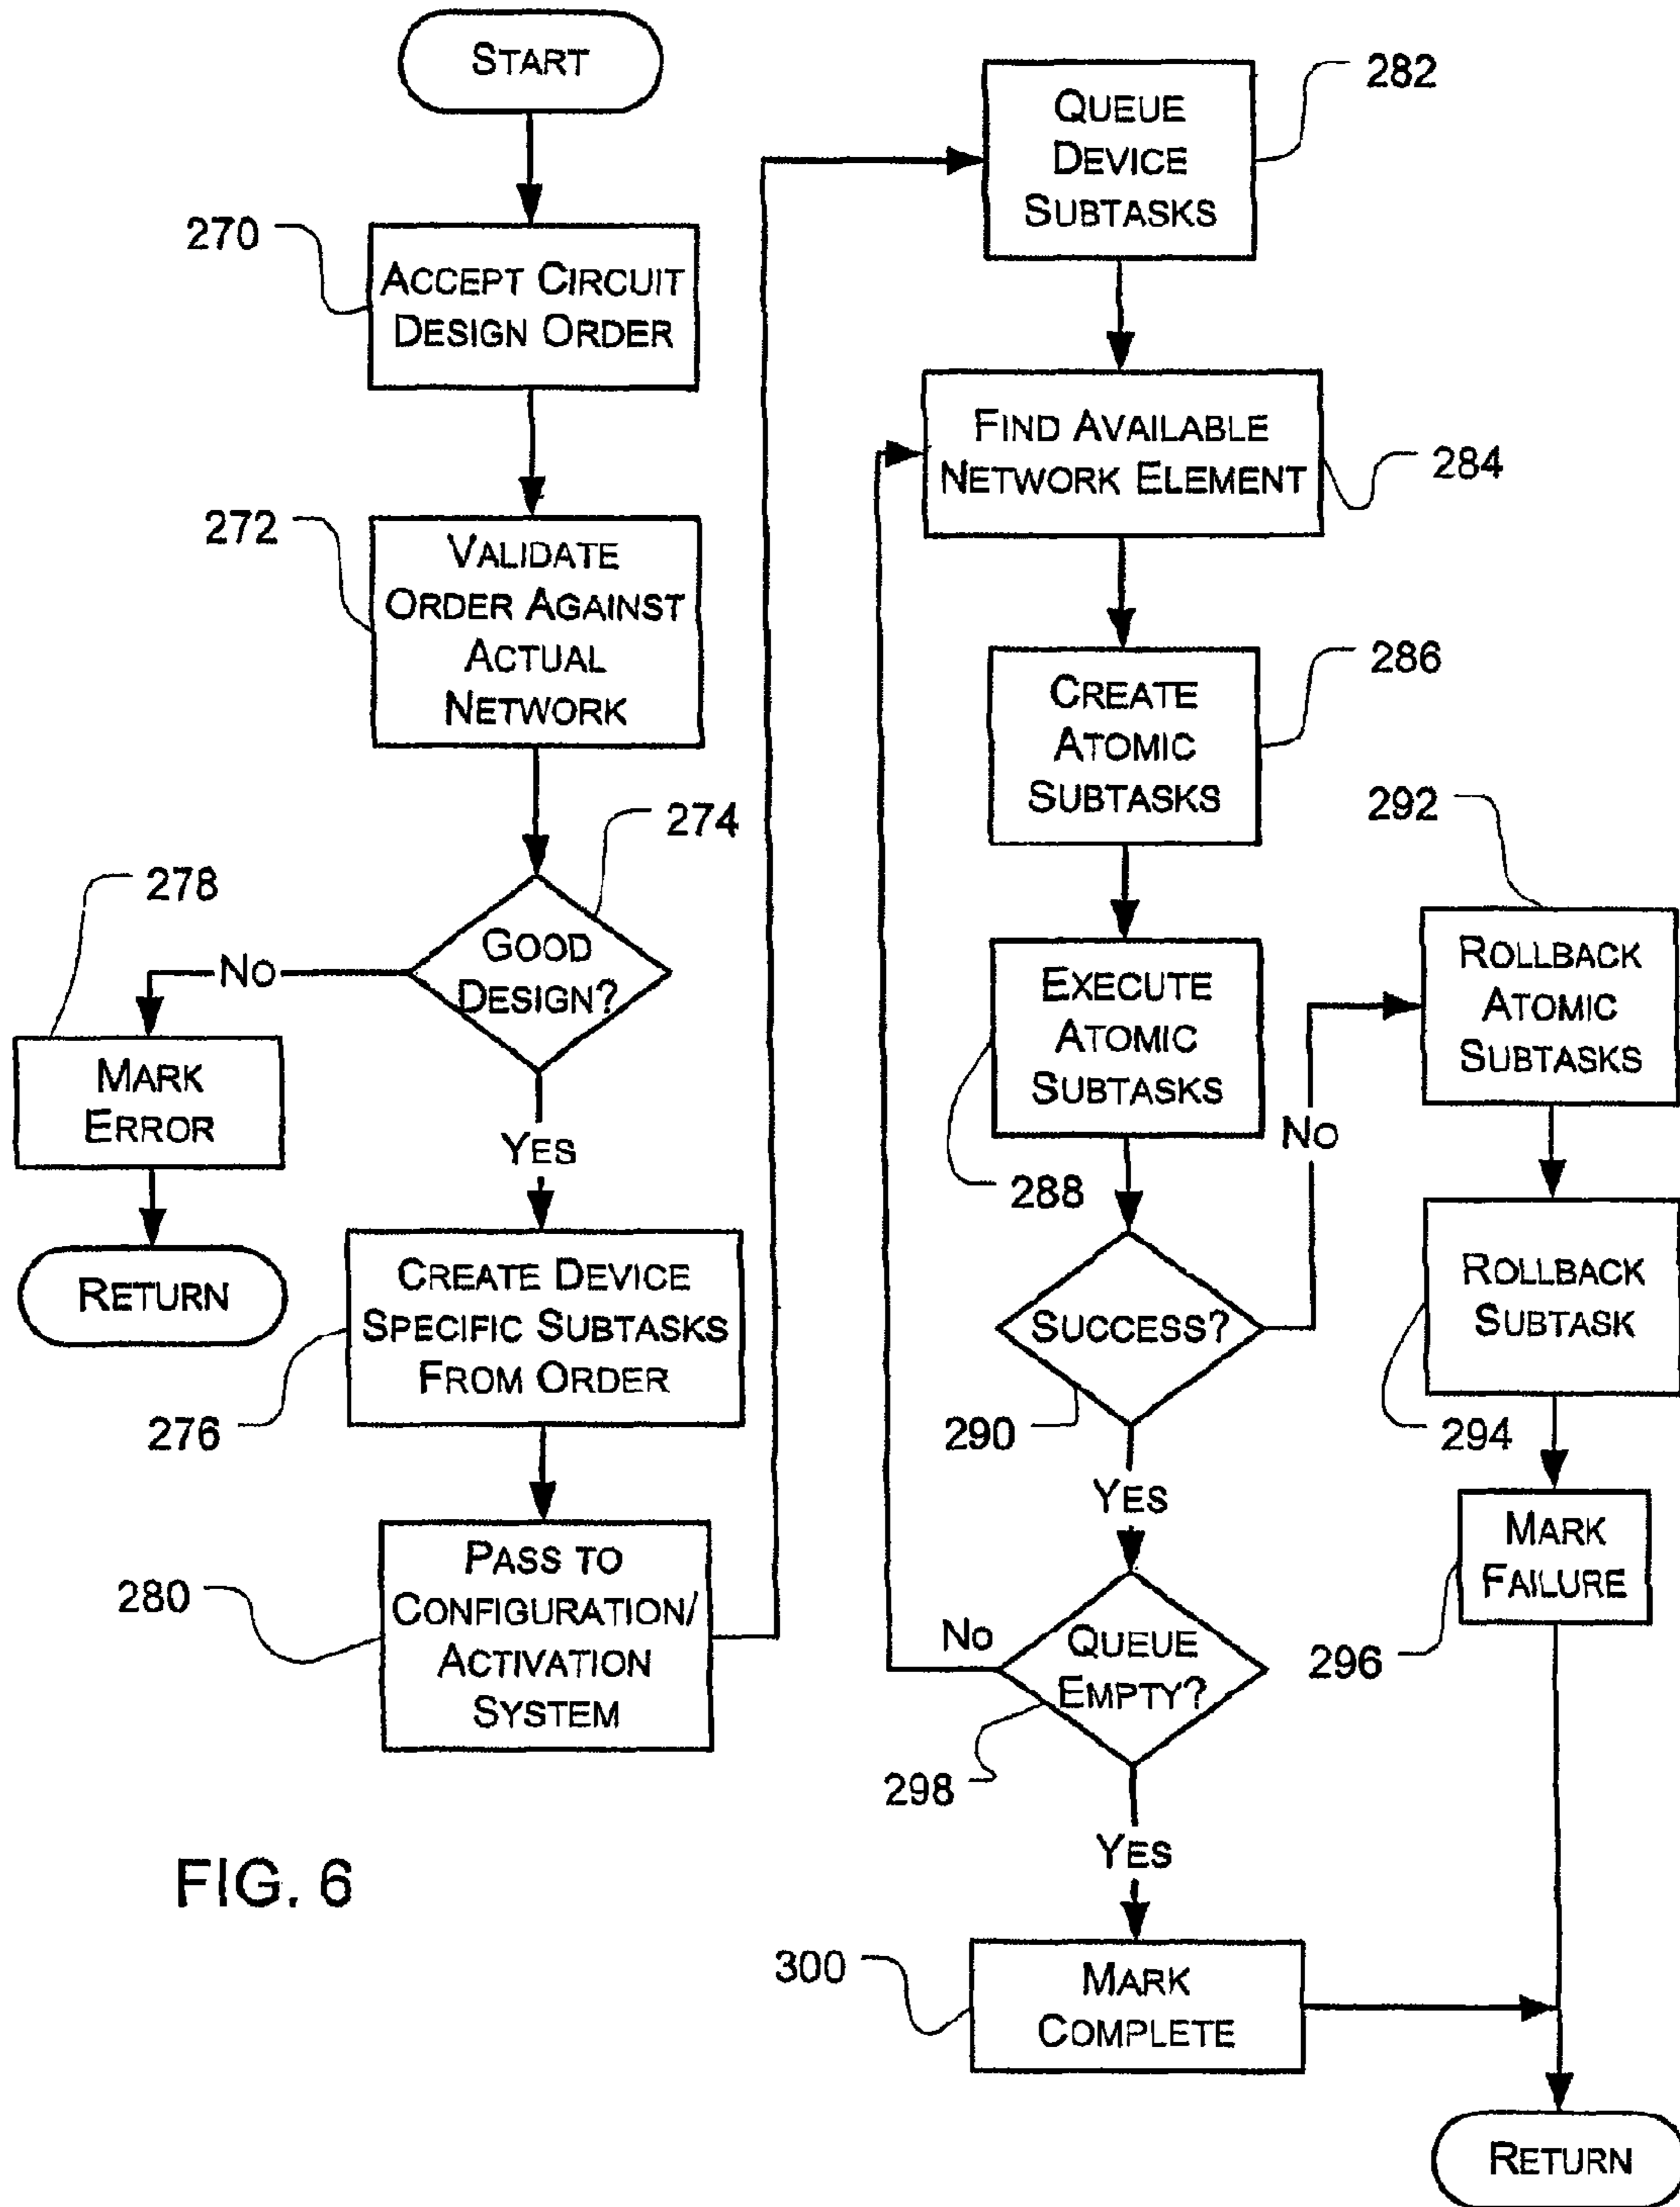 START
270
ACCEPT CIRCUIT
DESIGN ORDER
272
VALIDATE
ORDER AGAINST
ACTUAL
NETWORK
274
GOOD
DESIGN?
NO
278
MARK
ERROR
RETURN
YES
276
CREATE DEVICE
SPECIFIC SUBTASKS
FROM ORDER
280
PASS TO
CONFIGURATION/
ACTIVATION
SYSTEM
282
QUEUE
DEVICE
SUBTASKS
284
FIND AVAILABLE
NETWORK ELEMENT
286
CREATE
ATOMIC
SUBTASKS
288
EXECUTE
ATOMIC
SUBTASKS
290
SUCCESS?
NO
292
ROLLBACK
ATOMIC
SUBTASKS
294
ROLLBACK
SUBTASK
296
MARK
FAILURE
YES
298
QUEUE
EMPTY?
NO
YES
300
MARK
COMPLETE
RETURN
FIG. 6